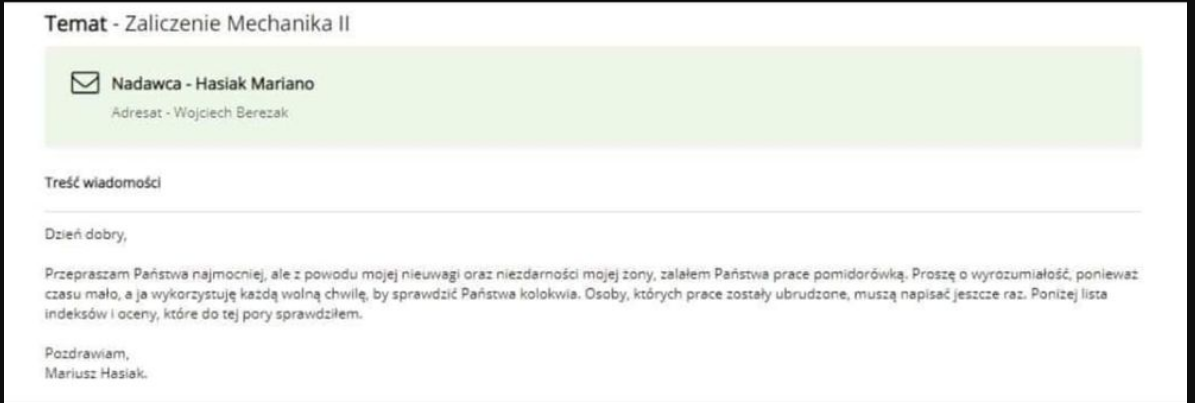 Temat - Zaliczenie Mechanika II
Nadawca - Hasiak Mariano
Adresat - Wojciech Berezak
Treść wiadomości
Dzień dobry,
Przepraszam Państwa najmocniej, ale z powodu mojej nieuwagi oraz niezdarności mojej żony, zalałem Państwa prace pomidorówką. Proszę o wyrozumiałość, ponieważ
czasu mało, a ja wykorzystuję każdą wolną chwilę, by sprawdzić Państwa kolokwia. Osoby, których prace zostały ubrudzone, muszą napisać jeszcze raz. Poniżej lista
indeksów i oceny, które do tej pory sprawdziłem.
Pozdrawiam,
Mariusz Hasiak.